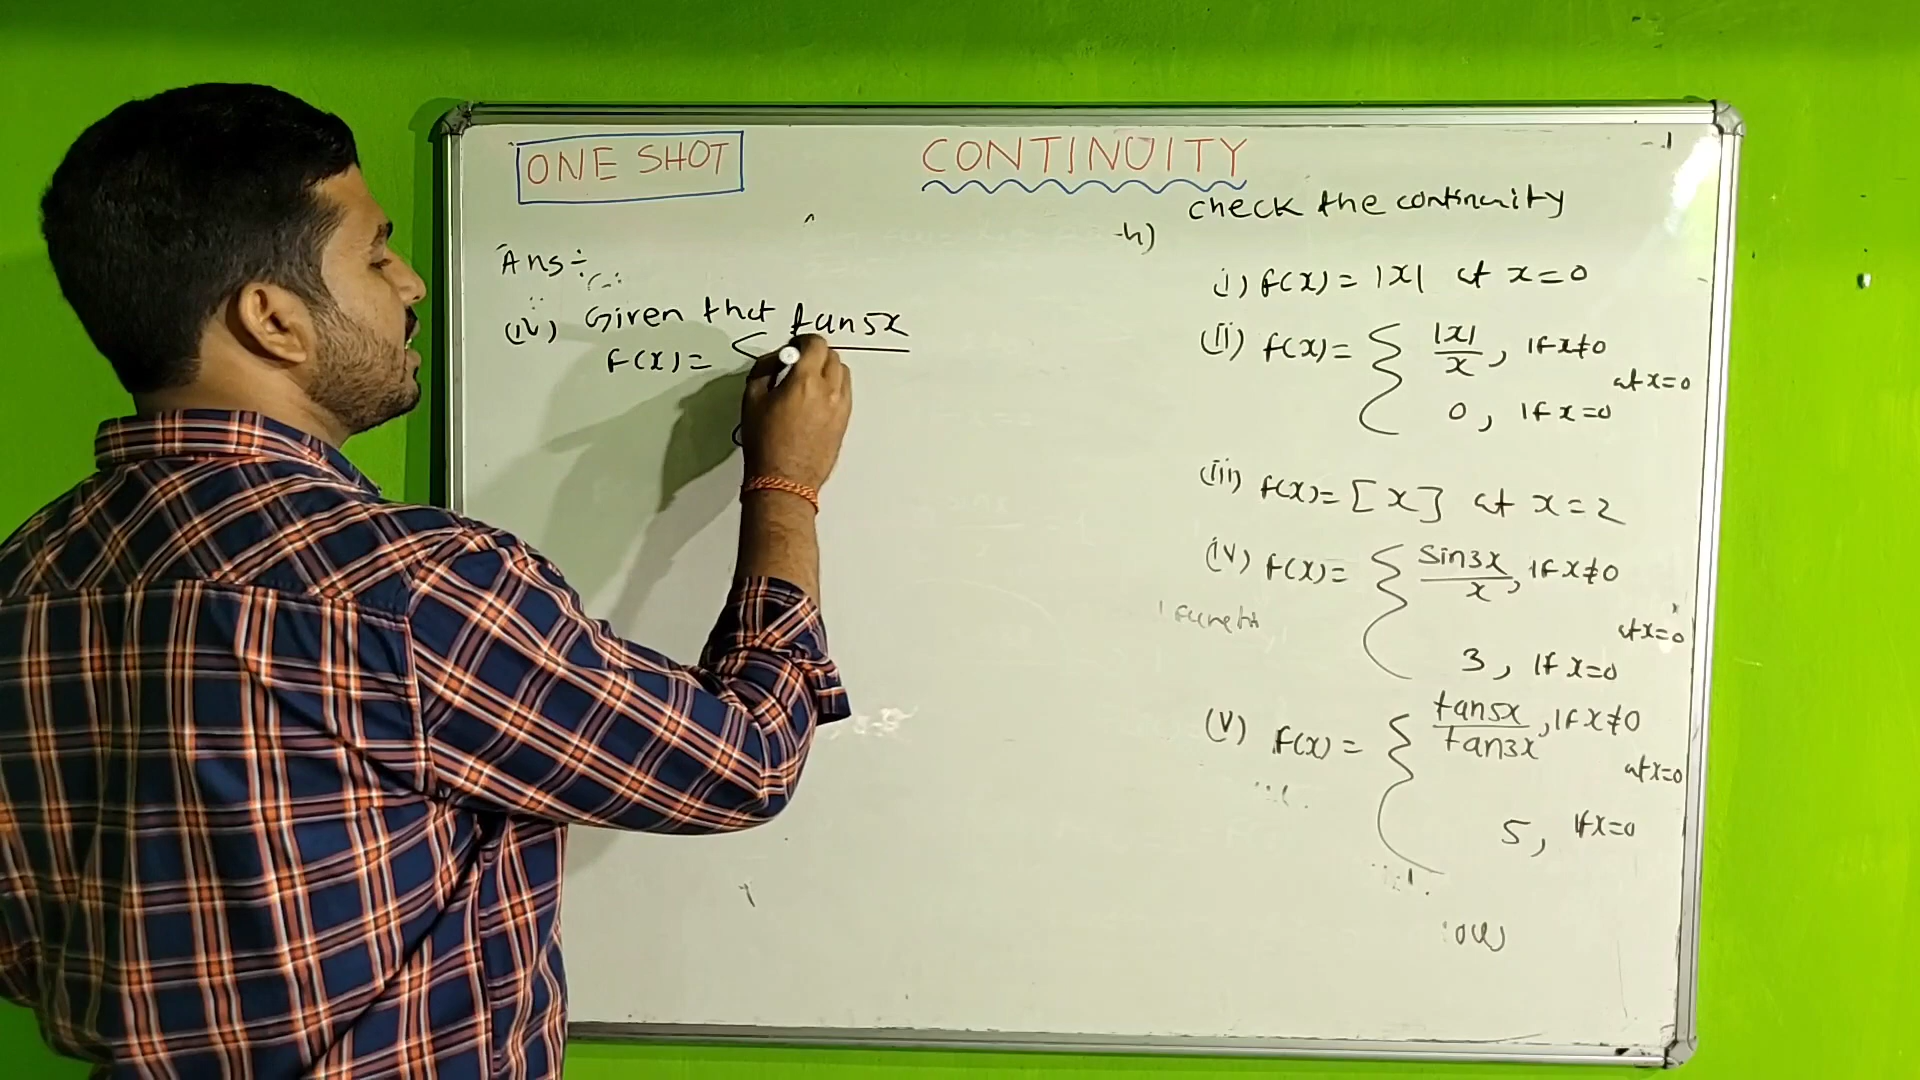 ONE SHOT
CONTINUITY
check the continuity
Ans :-
(iv) Given that
f(x) = { tan5x
(i) f(x) = |x| at x=0
(ii) f(x) = { |x|/x , if x≠0
at x=0
0 , if x=0
(iii) f(x) = [x] at x=2
(iv) f(x) = { sin3x/x , if x≠0
at x=0
3 , if x=0
(v) f(x) = { tan5x/tan3x , if x≠0
at x=0
5 , if x=0